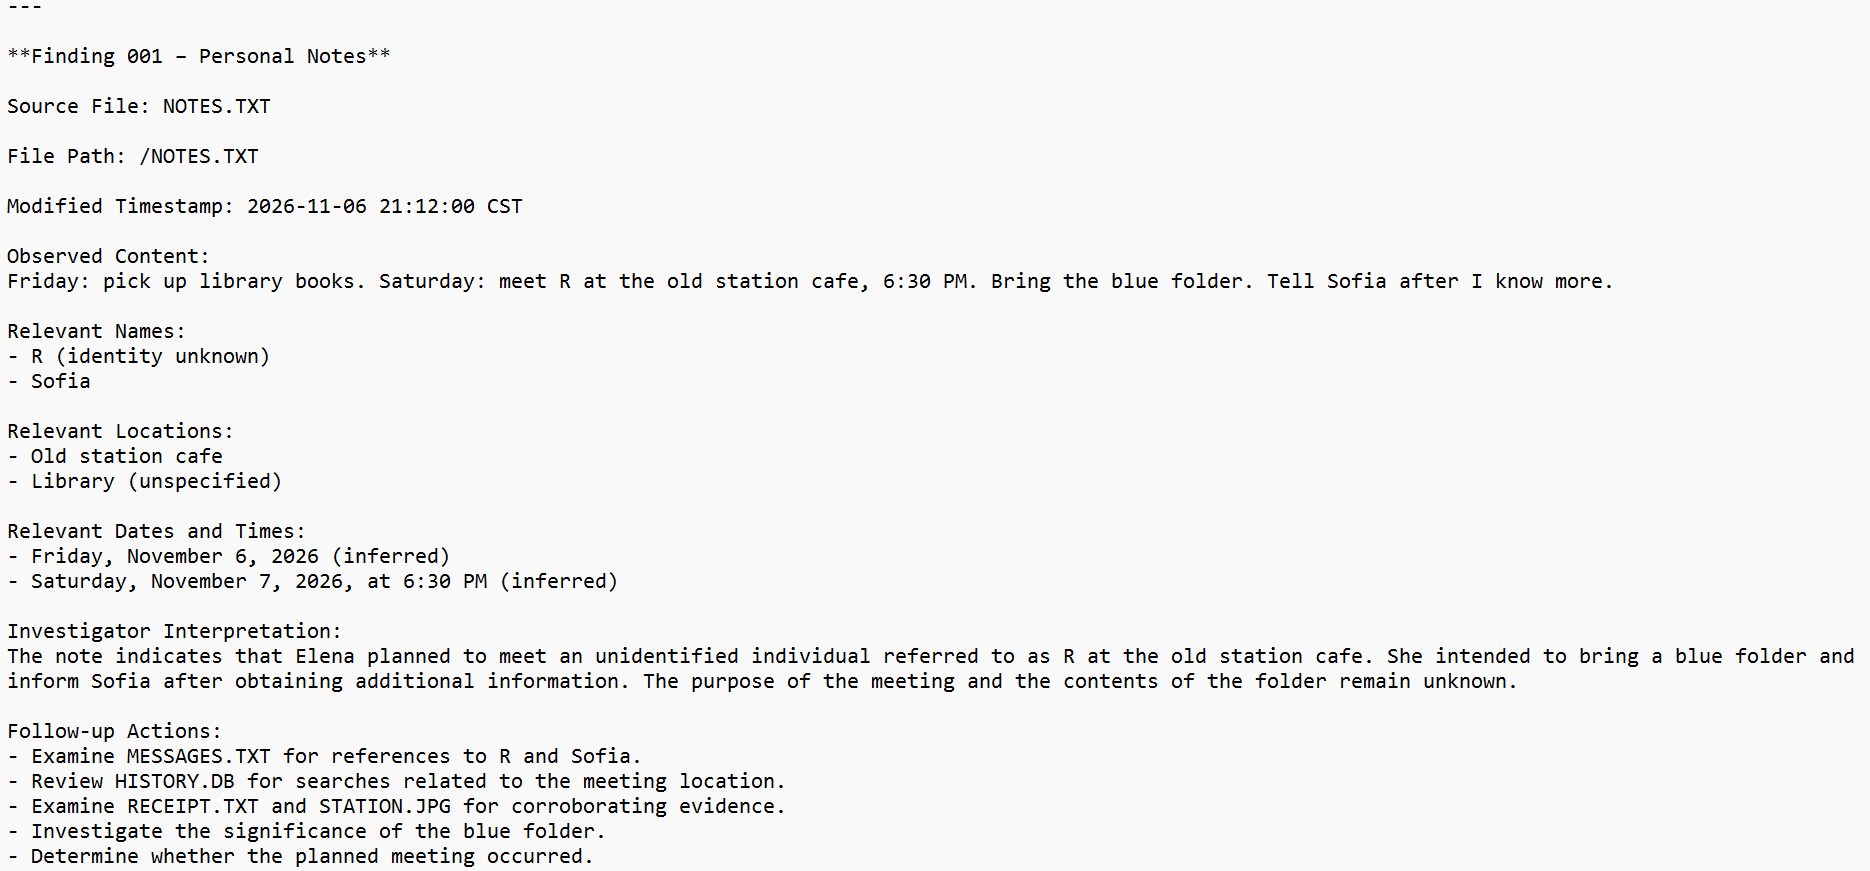 ---
**Finding 001 – Personal Notes**
Source File: NOTES.TXT
File Path: /NOTES.TXT
Modified Timestamp: 2026-11-06 21:12:00 CST
Observed Content:
Friday: pick up library books. Saturday: meet R at the old station cafe, 6:30 PM. Bring the blue folder. Tell Sofia after I know more.
Relevant Names:
- R (identity unknown)
- Sofia
Relevant Locations:
- Old station cafe
- Library (unspecified)
Relevant Dates and Times:
- Friday, November 6, 2026 (inferred)
- Saturday, November 7, 2026, at 6:30 PM (inferred)
Investigator Interpretation:
The note indicates that Elena planned to meet an unidentified individual referred to as R at the old station cafe. She intended to bring a blue folder and
inform Sofia after obtaining additional information. The purpose of the meeting and the contents of the folder remain unknown.
Follow-up Actions:
- Examine MESSAGES.TXT for references to R and Sofia.
- Review HISTORY.DB for searches related to the meeting location.
- Examine RECEIPT.TXT and STATION.JPG for corroborating evidence.
- Investigate the significance of the blue folder.
- Determine whether the planned meeting occurred.